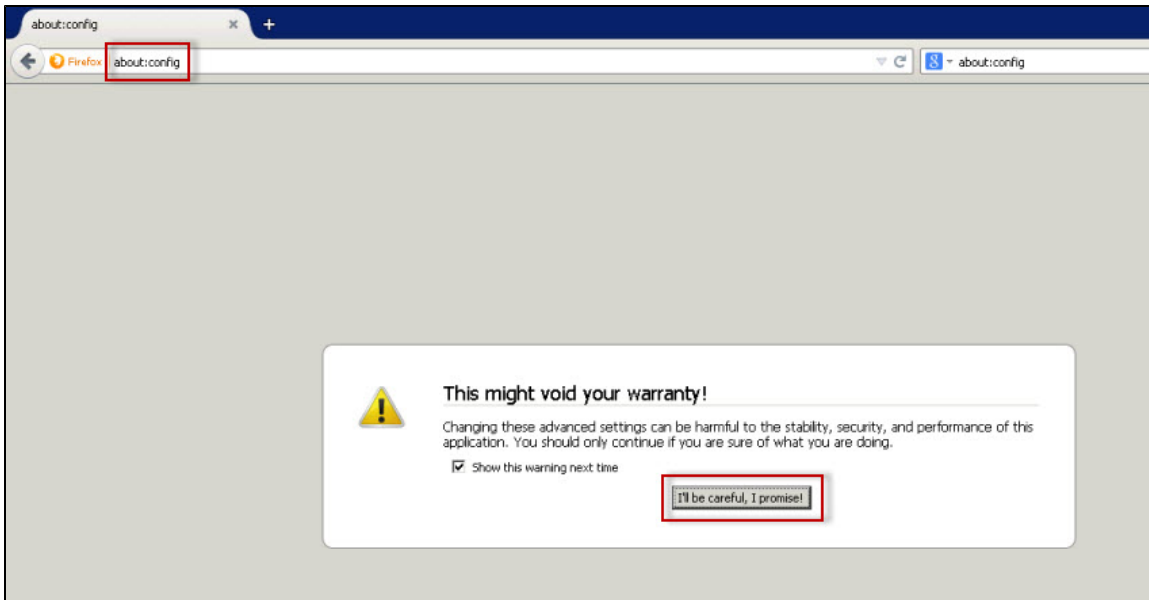 about:config
Firefox about:config
about:config
This might void your warranty!
Changing these advanced settings can be harmful to the stability, security, and performance of this
application. You should only continue if you are sure of what you are doing.
Show this warning next time
I'll be careful, I promise!